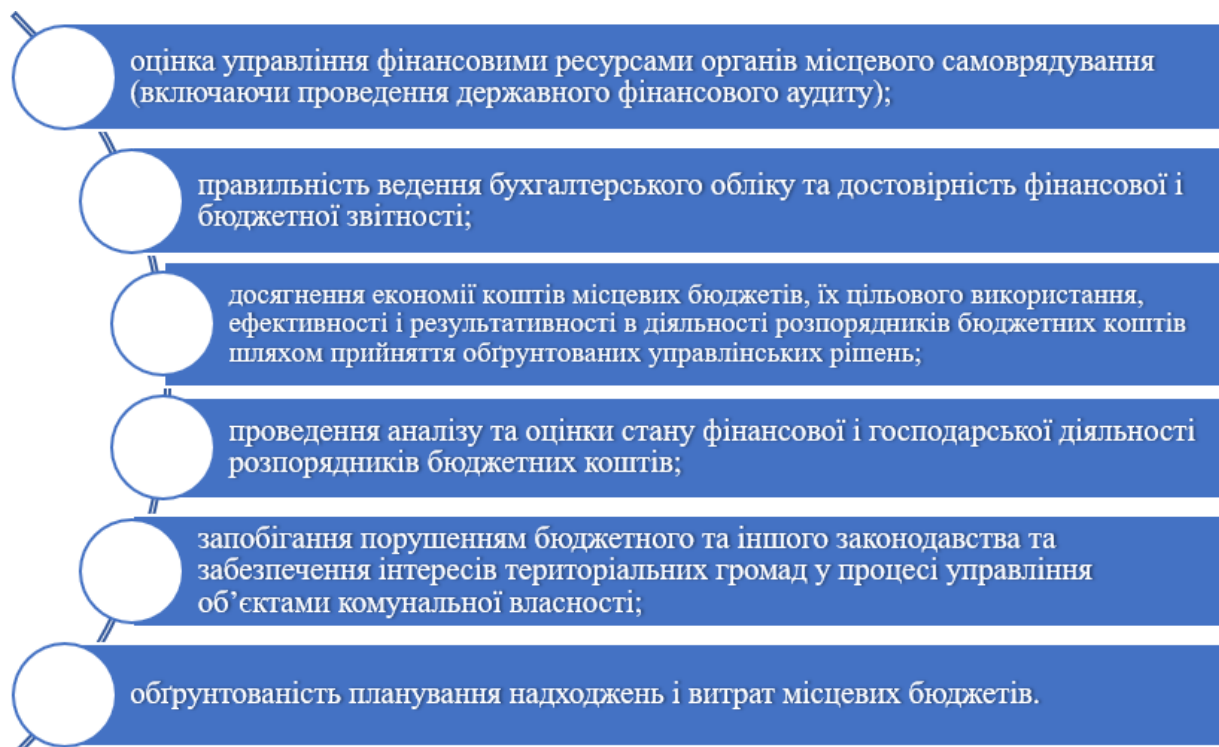 оцінка управління фінансовими ресурсами органів місцевого самоврядування
(включаючи проведення державного фінансового аудиту);
правильність ведення бухгалтерського обліку та достовірність фінансової і
бюджетної звітності;
досягнення економії коштів місцевих бюджетів, їх цільового використання,
ефективності і результативності в діяльності розпорядників бюджетних коштів
шляхом прийняття обґрунтованих управлінських рішень;
проведення аналізу та оцінки стану фінансової і господарської діяльності
розпорядників бюджетних коштів;
запобігання порушенням бюджетного та іншого законодавства та
забезпечення інтересів територіальних громад у процесі управління
об’єктами комунальної власності;
обґрунтованість планування надходжень і витрат місцевих бюджетів.